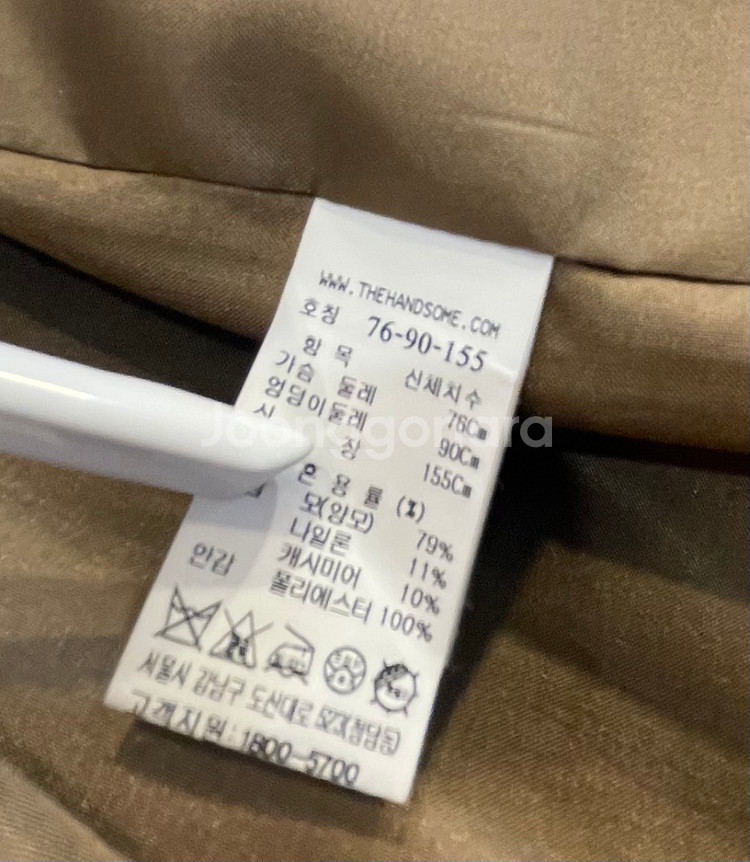 WWW.THEHANDSOME.COM
호칭 76-90-155
항 목 신체치수
가슴 둘레 76Cm
엉덩이둘레 90Cm
신 장 155Cm
혼 용 률 (%)
모(양모) 79%
나일론 11%
캐시미어 10%
안감 폴리에스터 100%
서울시 강남구 도산대로 523(청담동)
고객지원:1800-5700
Joonggonara